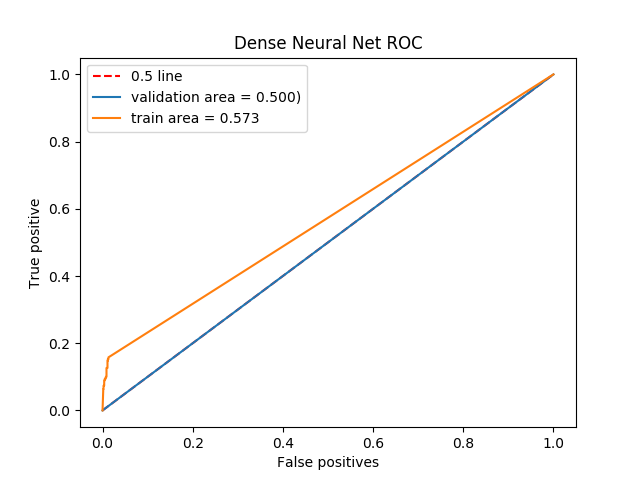 Dense Neural Net ROC
0.5 line
validation area = 0.500)
train area = 0.573
True positive
1.0
0.8
0.6
0.4
0.2
0.0
0.0 0.2 0.4 0.6 0.8 1.0
False positives